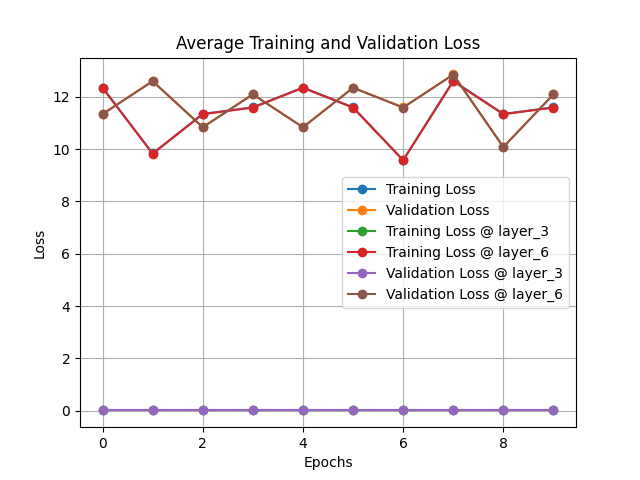 Average Training and Validation Loss
12
10
8
6
4
2
0
Loss
Training Loss
Validation Loss
Training Loss @ layer_3
Training Loss @ layer_6
Validation Loss @ layer_3
Validation Loss @ layer_6
0 2 4 6 8
Epochs